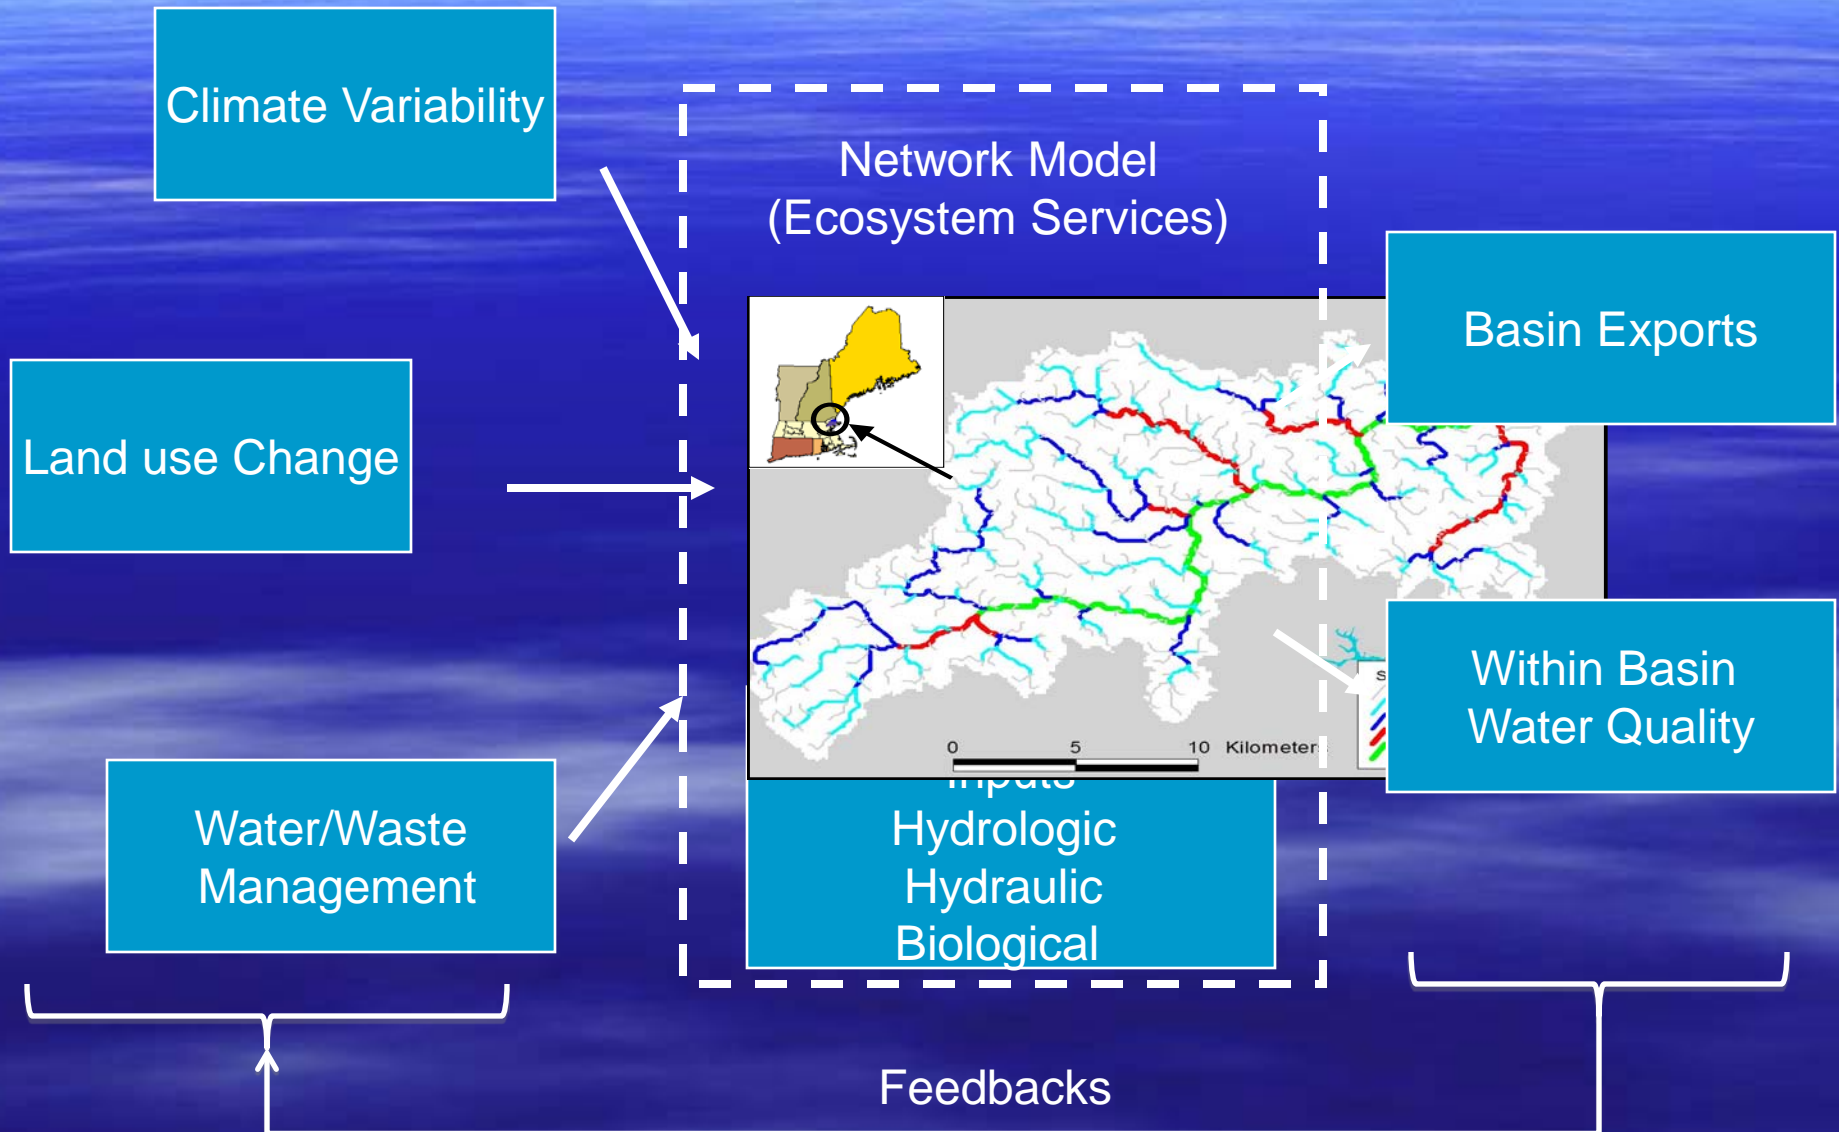 Climate Variability
Network Model
(Ecosystem Services)
Basin Exports
Land use Change
Within Basin
Water Quality
0 5 10 Kilometers
Water/Waste
Management
Inputs
Hydrologic
Hydraulic
Biological
Feedbacks